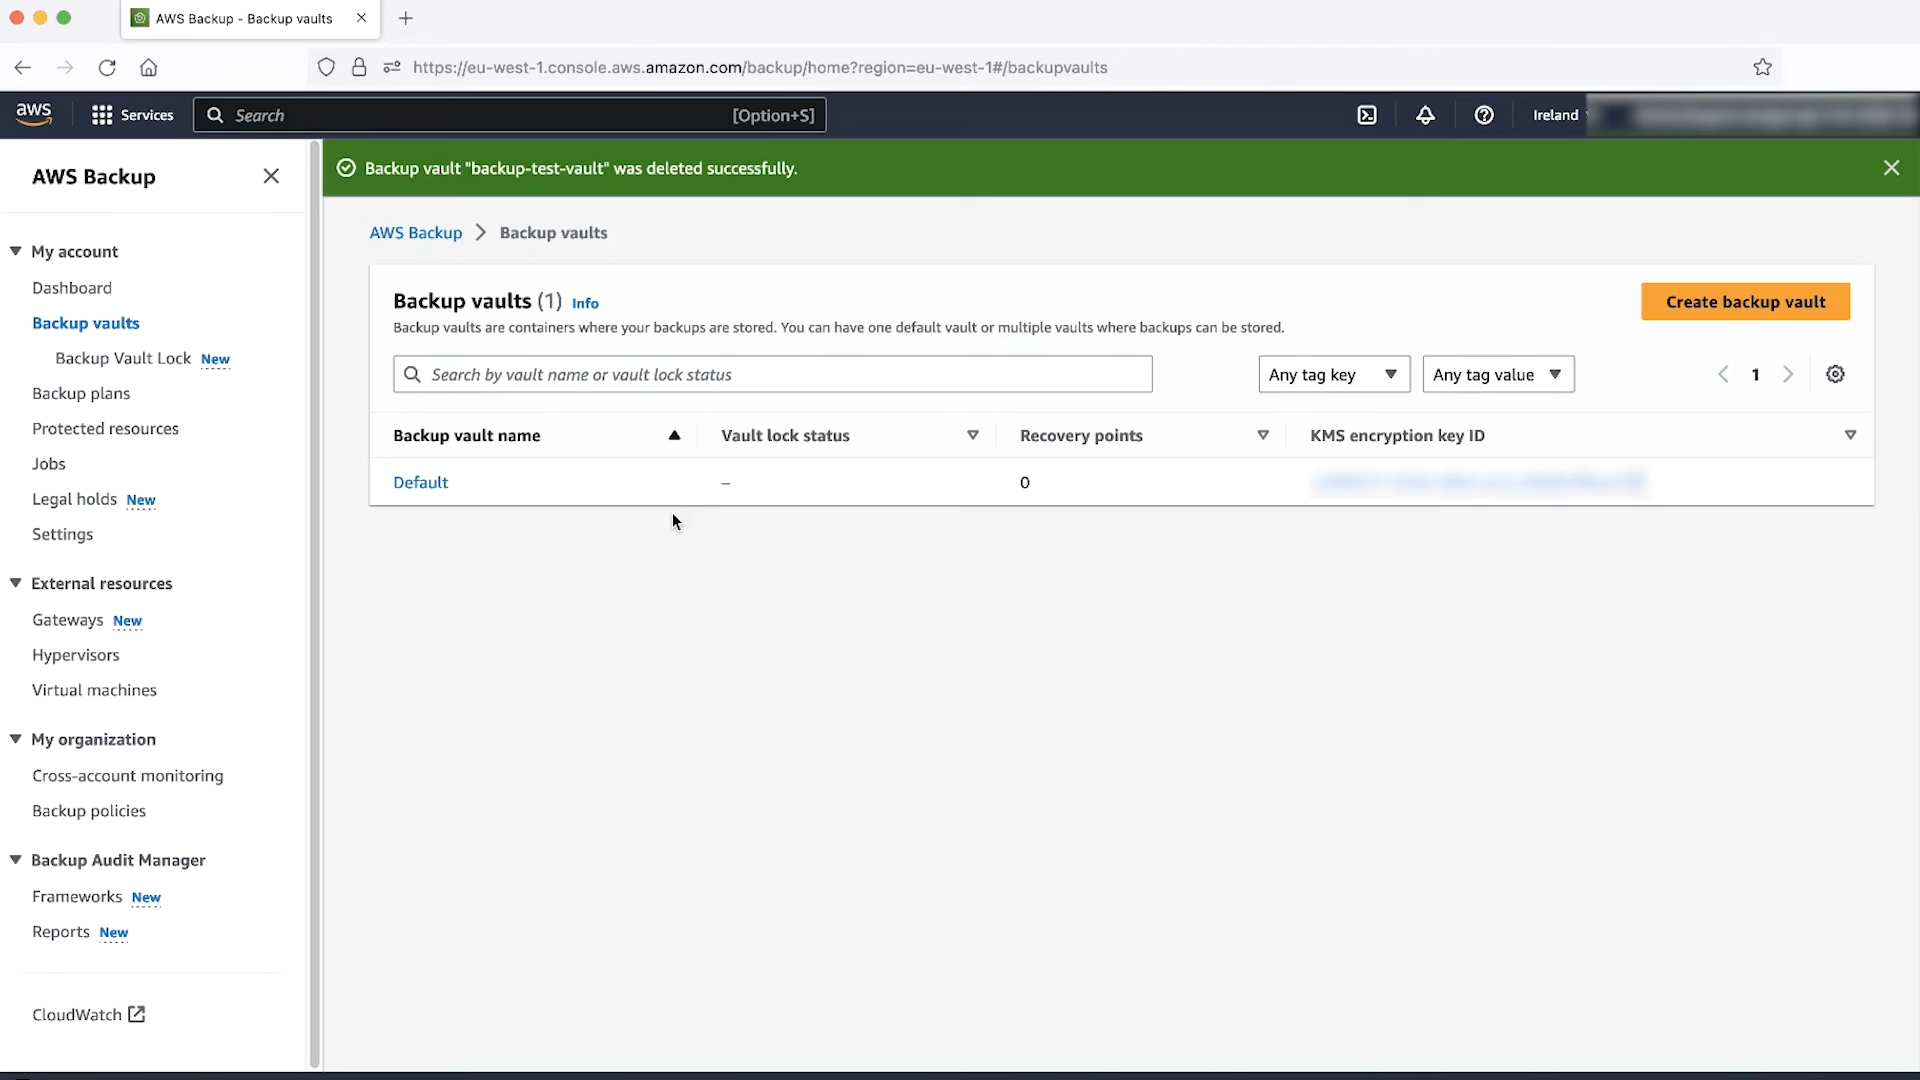 AWS Backup - Backup vaults
https://eu-west-1.console.aws.amazon.com/backup/home?region=eu-west-1#/backupvaults
aws
Services
Search
[Option+S]
Ireland
AWS Backup
My account
Dashboard
Backup vaults
Backup Vault Lock New
Backup plans
Protected resources
Jobs
Legal holds New
Settings
External resources
Gateways New
Hypervisors
Virtual machines
My organization
Cross-account monitoring
Backup policies
Backup Audit Manager
Frameworks New
Reports New
CloudWatch
Backup vault "backup-test-vault" was deleted successfully.
AWS Backup > Backup vaults
Backup vaults (1) Info
Create backup vault
Backup vaults are containers where your backups are stored. You can have one default vault or multiple vaults where backups can be stored.
Search by vault name or vault lock status
Any tag key
Any tag value
1
Backup vault name
Vault lock status
Recovery points
KMS encryption key ID
Default
–
0